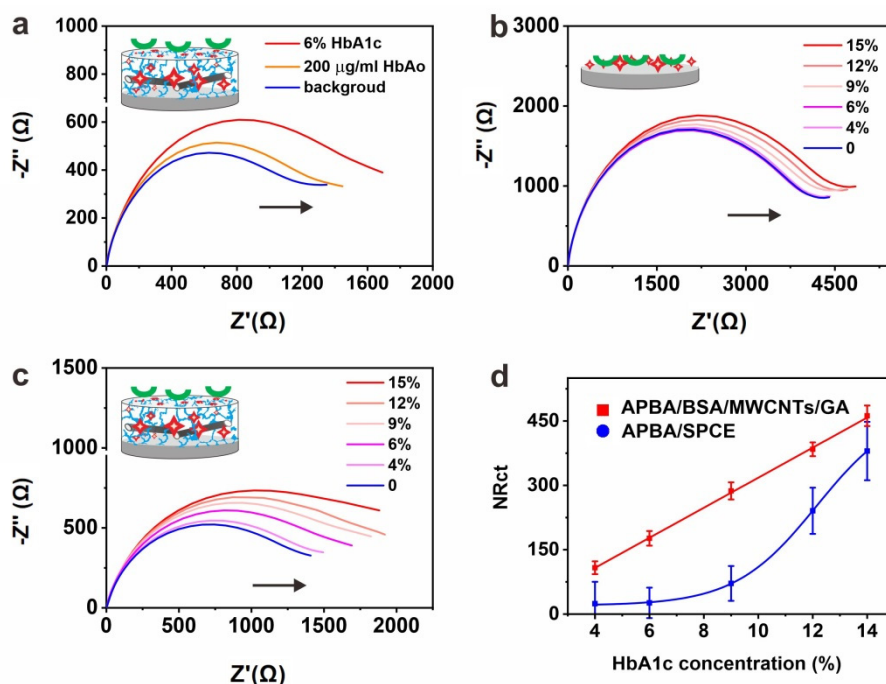 a
1000
800
600
400
200
0
-Z'' (Ω)
6% HbA1c
200 μg/ml HbAo
backgroud
0 400 800 1200 1600 2000
Z'(Ω)
b
3000
2000
1000
0
-Z'' (Ω)
15%
12%
9%
6%
4%
0
0 1500 3000 4500
Z'(Ω)
c
1500
1000
500
0
-Z'' (Ω)
15%
12%
9%
6%
4%
0
0 500 1000 1500 2000
Z'(Ω)
d
450
300
150
0
NRct
APBA/BSA/MWCNTs/GA
APBA/SPCE
4 6 8 10 12 14
HbA1c concentration (%)